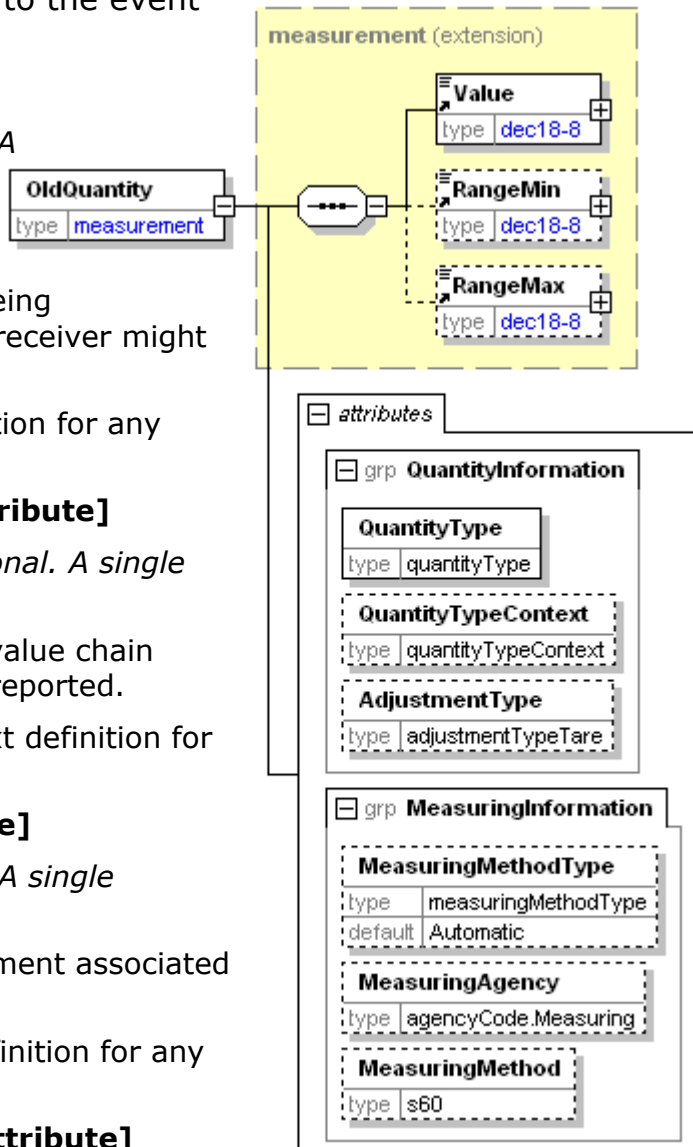 to the event
A
eing
receiver might
tion for any
ribute]
onal. A single
value chain
reported.
xt definition for
e]
A single
ment associated
finition for any
ttribute]
measurement (extension)
OldQuantity
type measurement
Value
type dec18-8
RangeMin
type dec18-8
RangeMax
type dec18-8
attributes
grp QuantityInformation
QuantityType
type quantityType
QuantityTypeContext
type quantityTypeContext
AdjustmentType
type adjustmentTypeTare
grp MeasuringInformation
MeasuringMethodType
type measuringMethodType
default Automatic
MeasuringAgency
type agencyCode.Measuring
MeasuringMethod
type s60